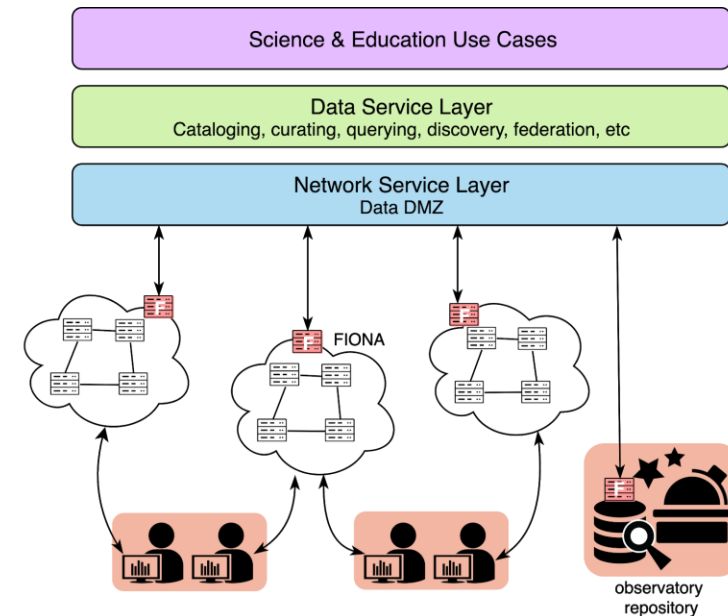 Science & Education Use Cases
Data Service Layer
Cataloging, curating, querying, discovery, federation, etc
Network Service Layer
Data DMZ
F
F
F
FIONA
F
observatory
repository